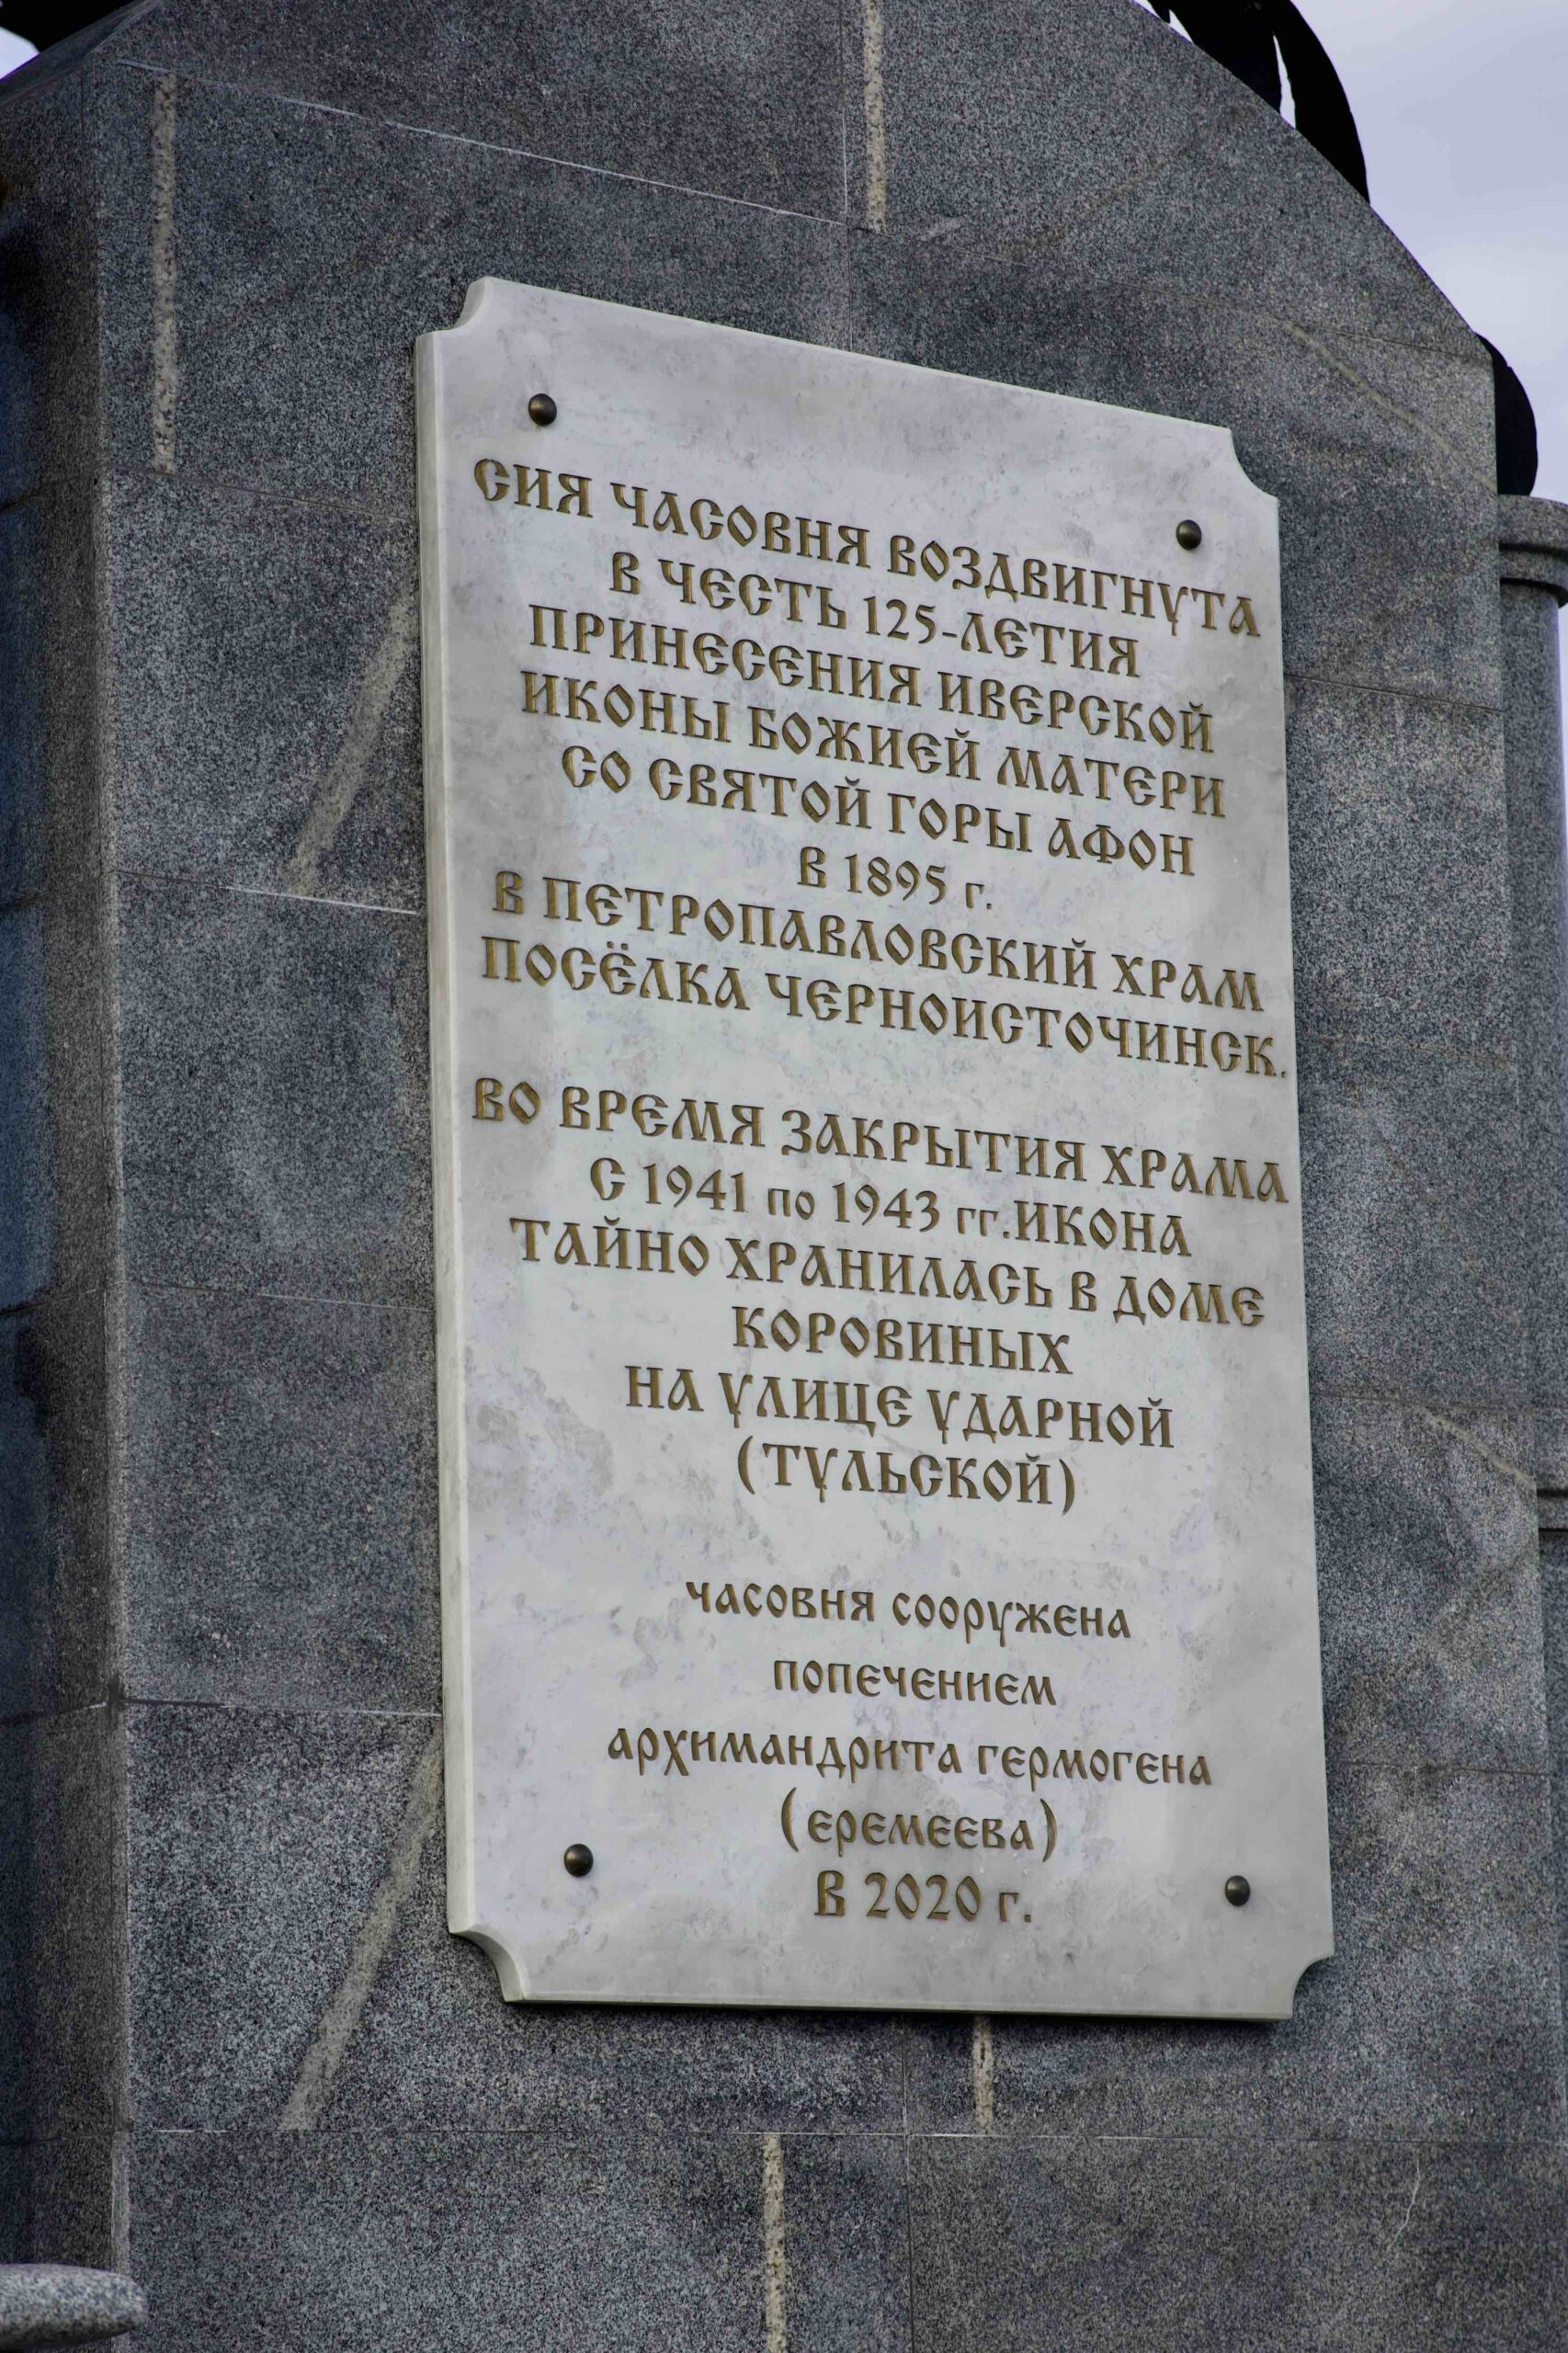 СИЯ ЧАСОВНЯ ВОЗДВИГНУТА
В ЧЕСТЬ 125-ЛЕТИЯ
ПРИНЕСЕНИЯ ИВЕРСКОЙ
ИКОНЫ БОЖИЕЙ МАТЕРИ
СО СВЯТОЙ ГОРЫ АФОН
В 1895 г.
В ПЕТРОПАВЛОВСКИЙ ХРАМ
ПОСЁЛКА ЧЕРНОИСТОЧИНСК.
ВО ВРЕМЯ ЗАКРЫТИЯ ХРАМА
С 1941 по 1943 гг.ИКОНА
ТАЙНО ХРАНИЛАСЬ В ДОМЕ
КОРОВИНЫХ
НА УЛИЦЕ УДАРНОЙ
(ТУЛЬСКОЙ)
часовня сооружена
попечением
архимандрита гермогена
(еремеева)
В 2020 г.